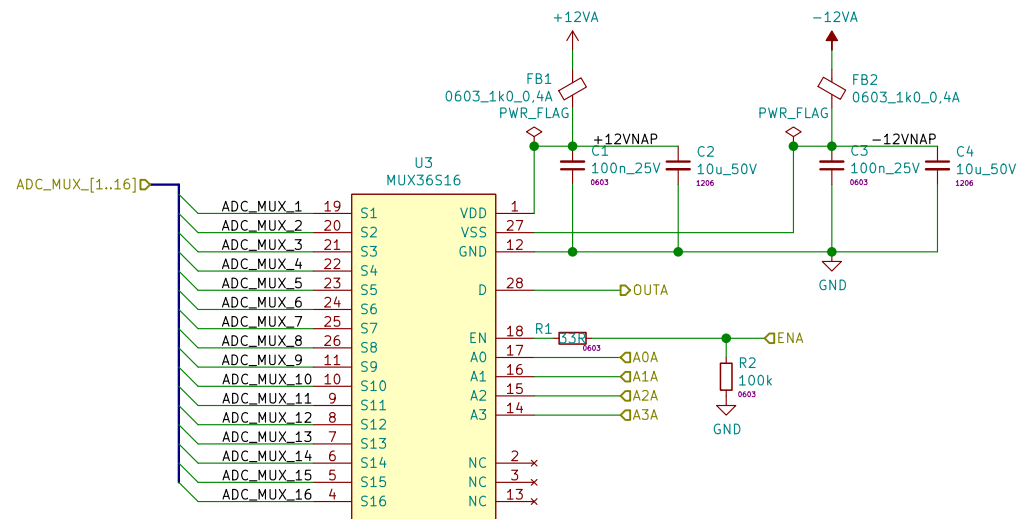 +12VA
-12VA
FB1
0603_1k0_0,4A
FB2
0603_1k0_0,4A
PWR_FLAG
PWR_FLAG
+12VNAP
-12VNAP
C1
100n_25V
0603
C2
10u_50V
1206
C3
100n_25V
0603
C4
10u_50V
1206
U3
MUX36S16
ADC_MUX_[1..16]
ADC_MUX_1 19 S1 VDD 1
ADC_MUX_2 20 S2 VSS 27
ADC_MUX_3 21 S3 GND 12
ADC_MUX_4 22 S4
GND
ADC_MUX_5 23 S5 D 28 OUTA
ADC_MUX_6 24 S6
ADC_MUX_7 25 S7
R1 33R
0603
EN 18 ENA
ADC_MUX_8 26 S8
A0 17 A0A
ADC_MUX_9 11 S9
R2
100k
0603
GND
A1 16 A1A
ADC_MUX_10 10 S10
A2 15 A2A
ADC_MUX_11 9 S11
A3 14 A3A
ADC_MUX_12 8 S12
ADC_MUX_13 7 S13
ADC_MUX_14 6 S14 NC 2
ADC_MUX_15 5 S15 NC 3
ADC_MUX_16 4 S16 NC 13